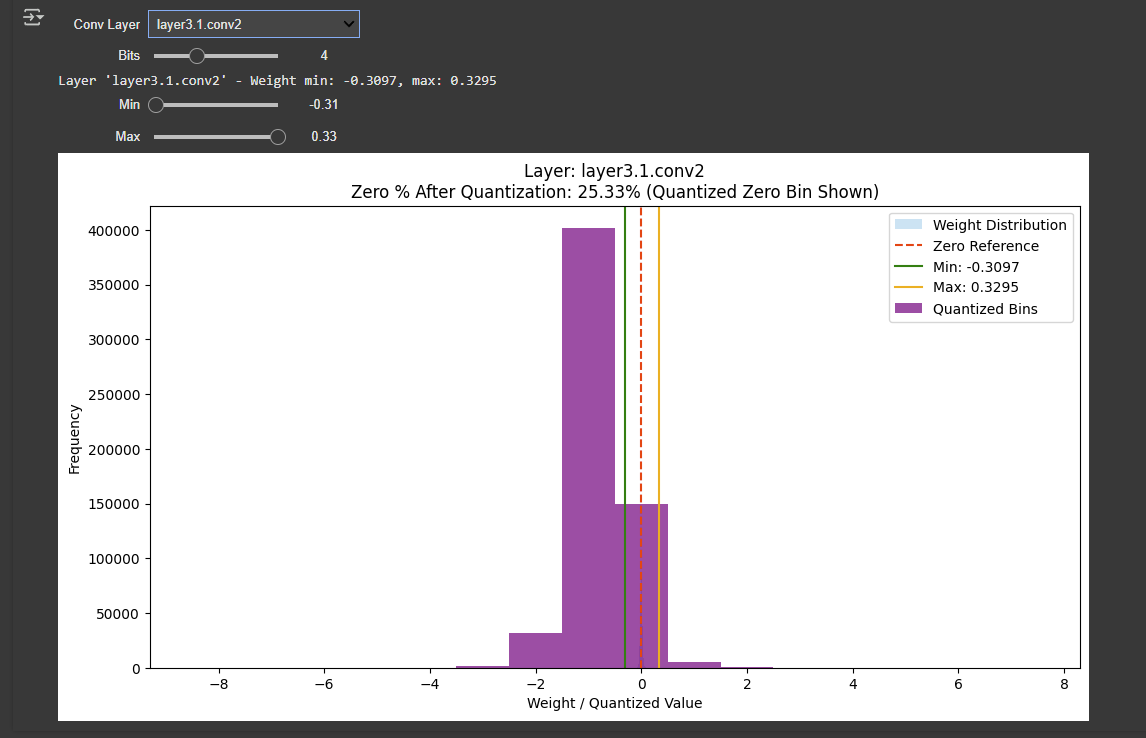 Conv Layer layer3.1.conv2
Bits 4
Layer 'layer3.1.conv2' - Weight min: -0.3097, max: 0.3295
Min -0.31
Max 0.33
Layer: layer3.1.conv2
Zero % After Quantization: 25.33% (Quantized Zero Bin Shown)
400000
350000
300000
250000
200000
150000
100000
50000
0
Frequency
Weight Distribution
Zero Reference
Min: -0.3097
Max: 0.3295
Quantized Bins
−8 −6 −4 −2 0 2 4 6 8
Weight / Quantized Value